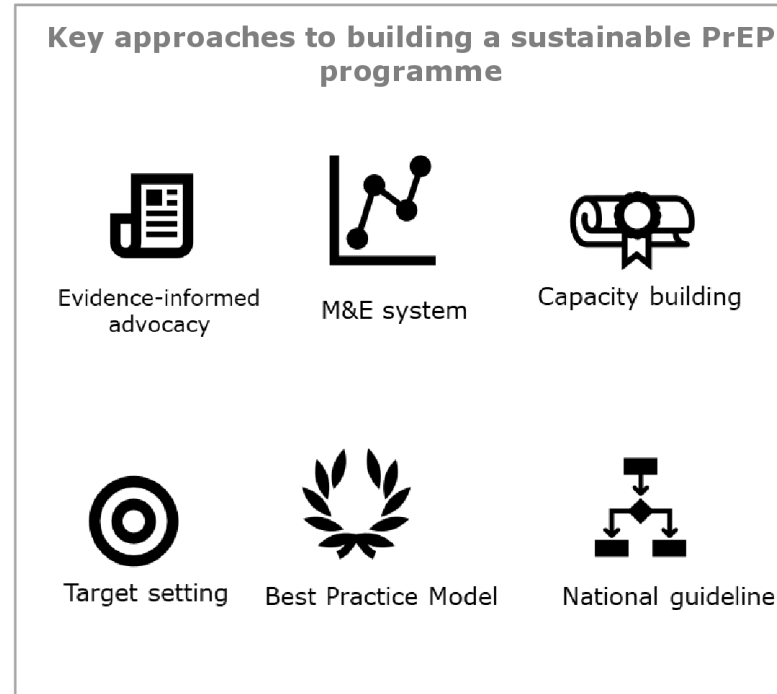 Key approaches to building a sustainable PrEP
programme
Evidence-informed
advocacy
M&E system
Capacity building
Target setting
Best Practice Model
National guideline